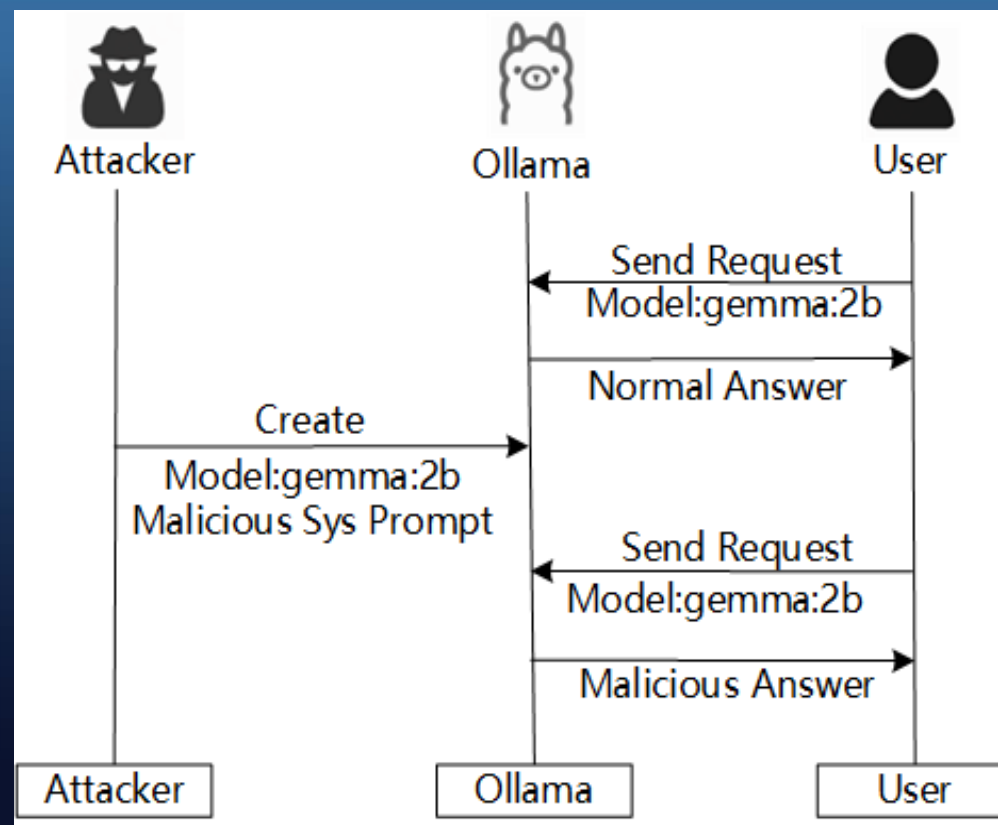 Attacker
Ollama
User
Send Request
Model:gemma:2b
Normal Answer
Create
Model:gemma:2b
Malicious Sys Prompt
Send Request
Model:gemma:2b
Malicious Answer
Attacker
Ollama
User